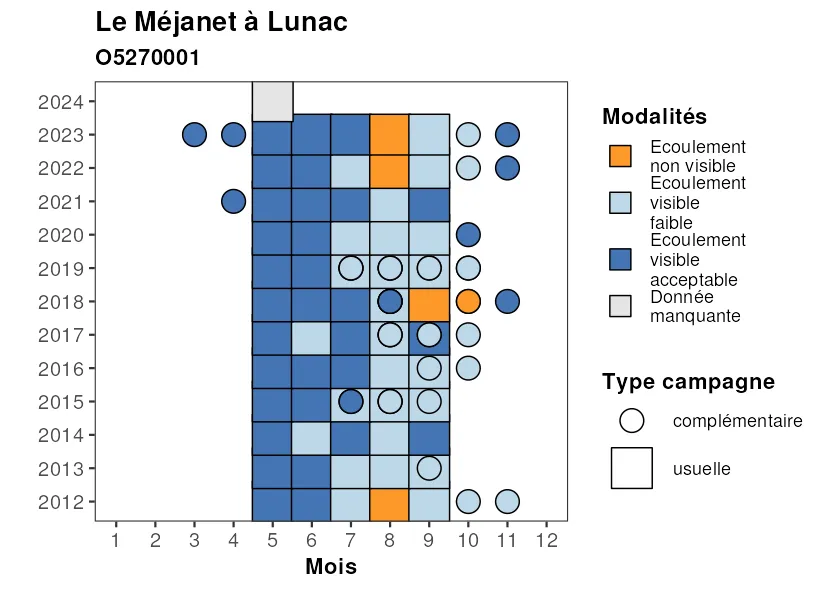 Le Méjanet à Lunac
O5270001
2024
2023
2022
2021
2020
2019
2018
2017
2016
2015
2014
2013
2012
1 2 3 4 5 6 7 8 9 10 11 12
Mois
Modalités
Ecoulement
non visible
Ecoulement
visible
faible
Ecoulement
visible
acceptable
Donnée
manquante
Type campagne
complémentaire
usuelle